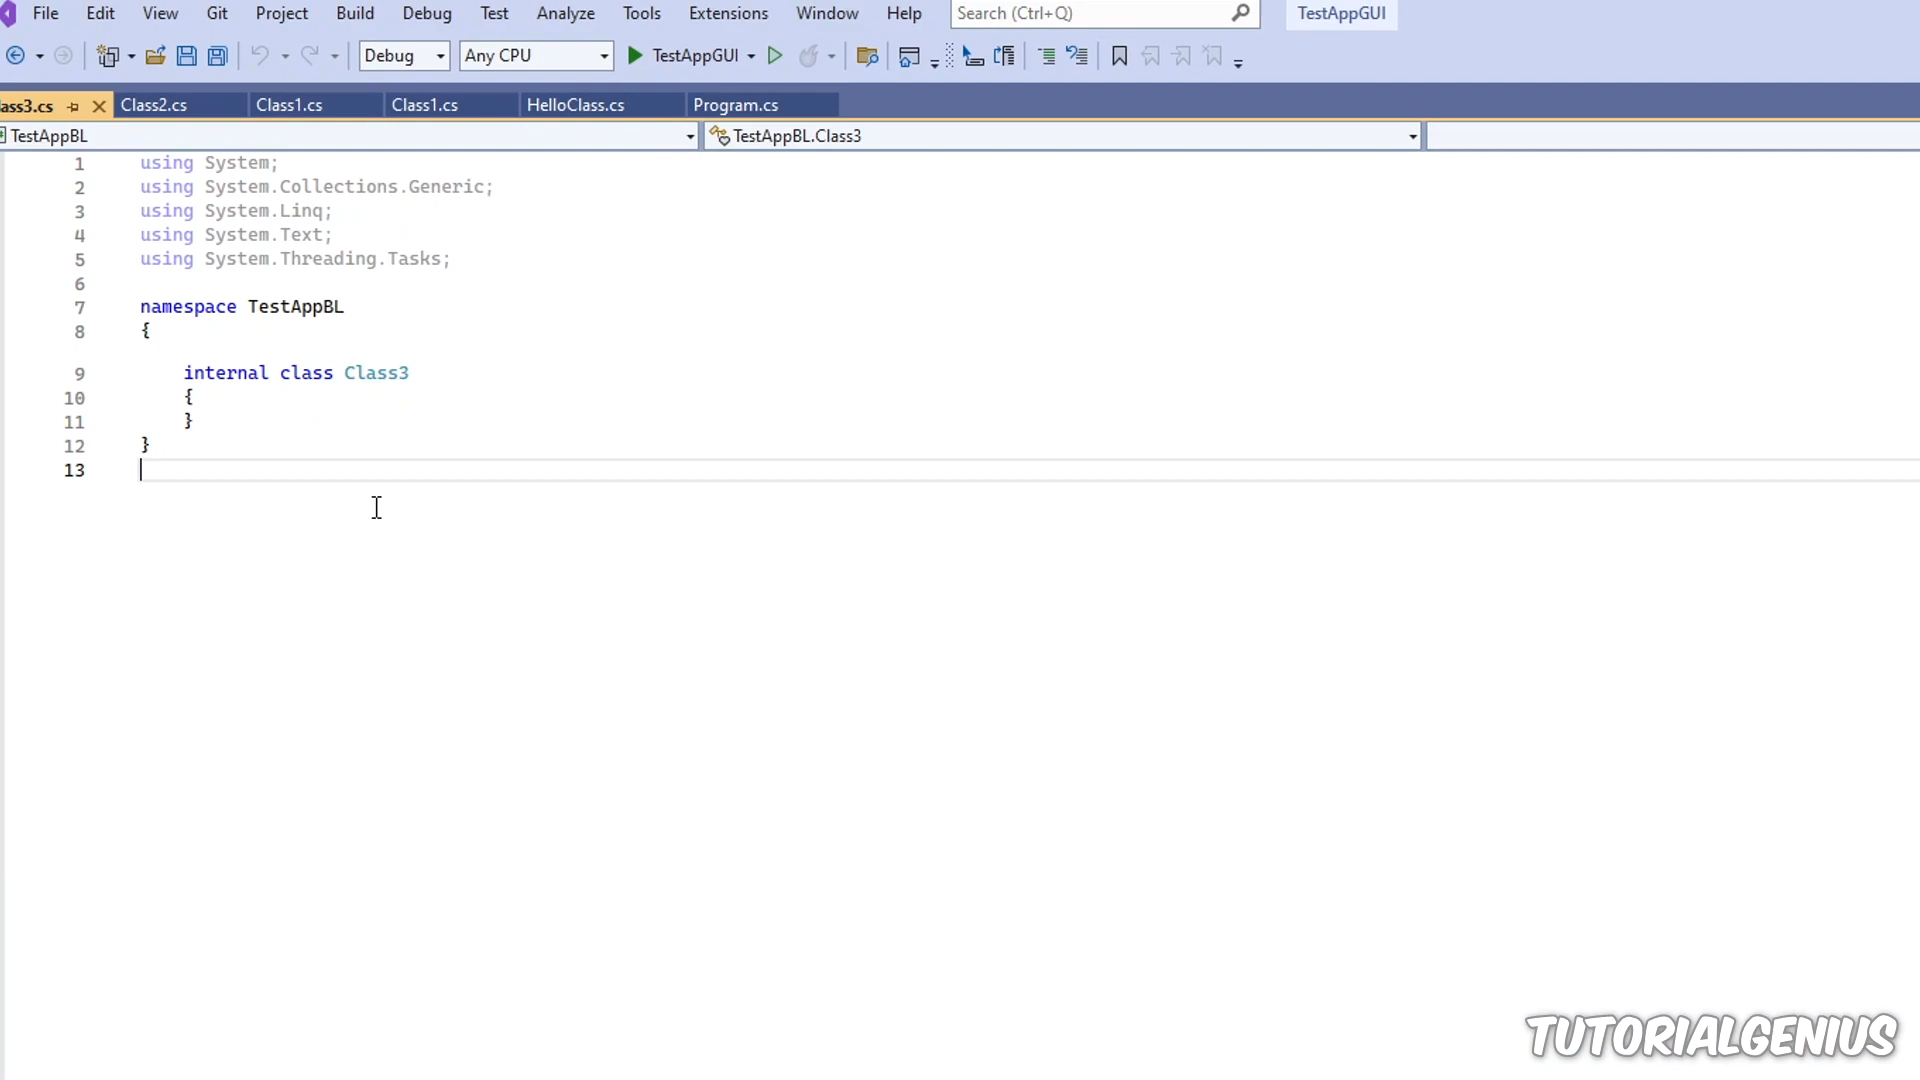 File Edit View Git Project Build Debug Test Analyze Tools Extensions Window Help Search (Ctrl+Q) TestAppGUI
Debug Any CPU TestAppGUI
ass3.cs Class2.cs Class1.cs Class1.cs HelloClass.cs Program.cs
TestAppBL TestAppBL.Class3
1 using System;
2 using System.Collections.Generic;
3 using System.Linq;
4 using System.Text;
5 using System.Threading.Tasks;
6
7 namespace TestAppBL
8 {
9 internal class Class3
10 {
11 }
12 }
13
TUTORIALGENIUS